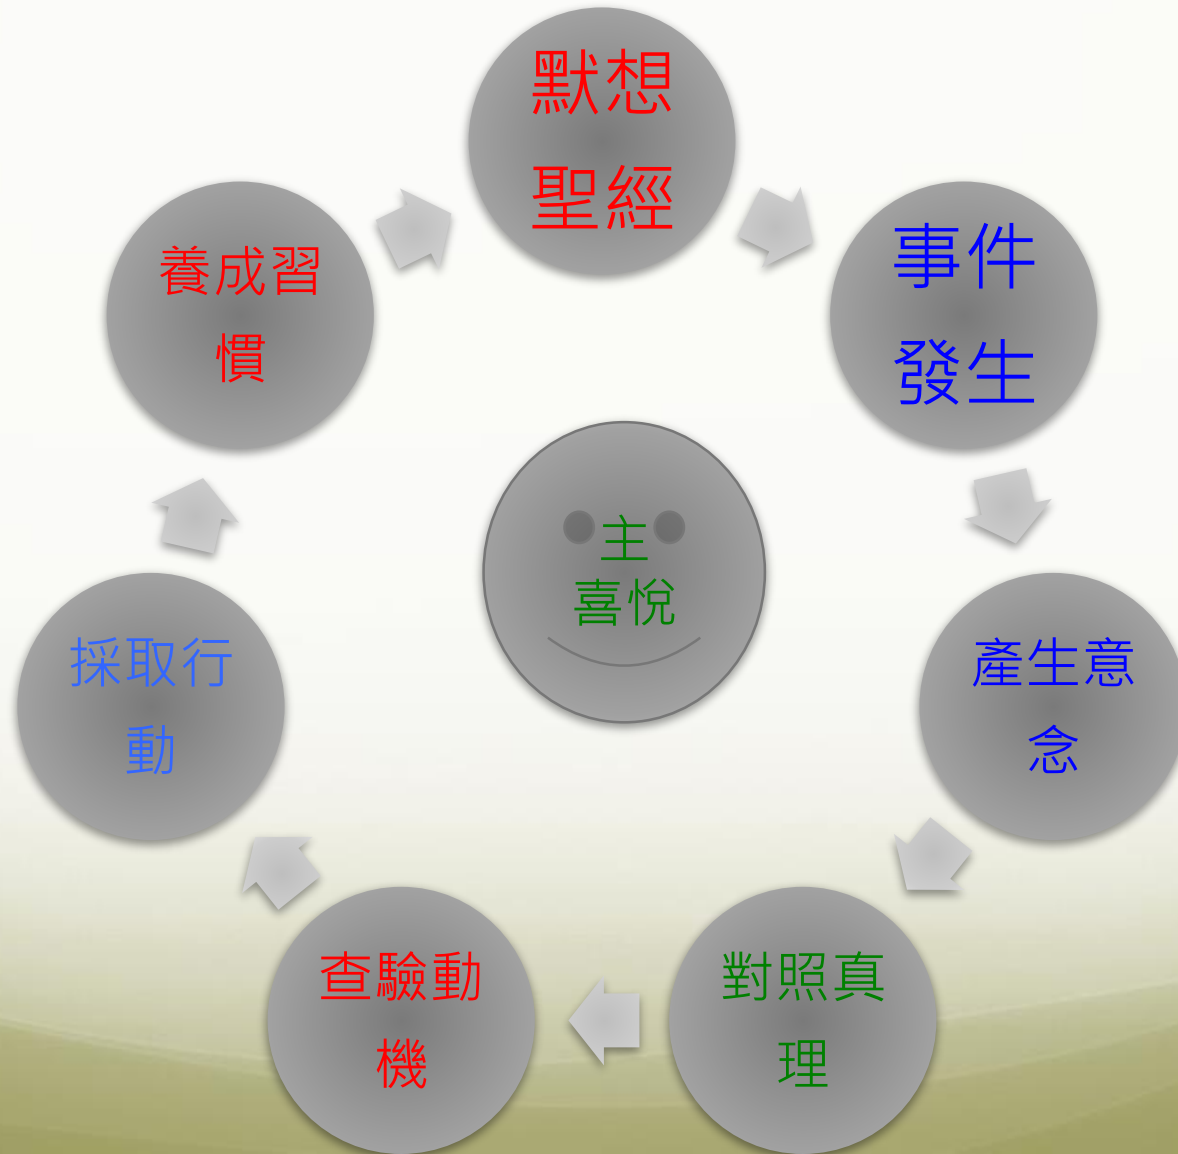 默想
聖經
事件
發生
產生意
念
對照真
理
查驗動
機
採取行
動
養成習
慣
主
喜悅